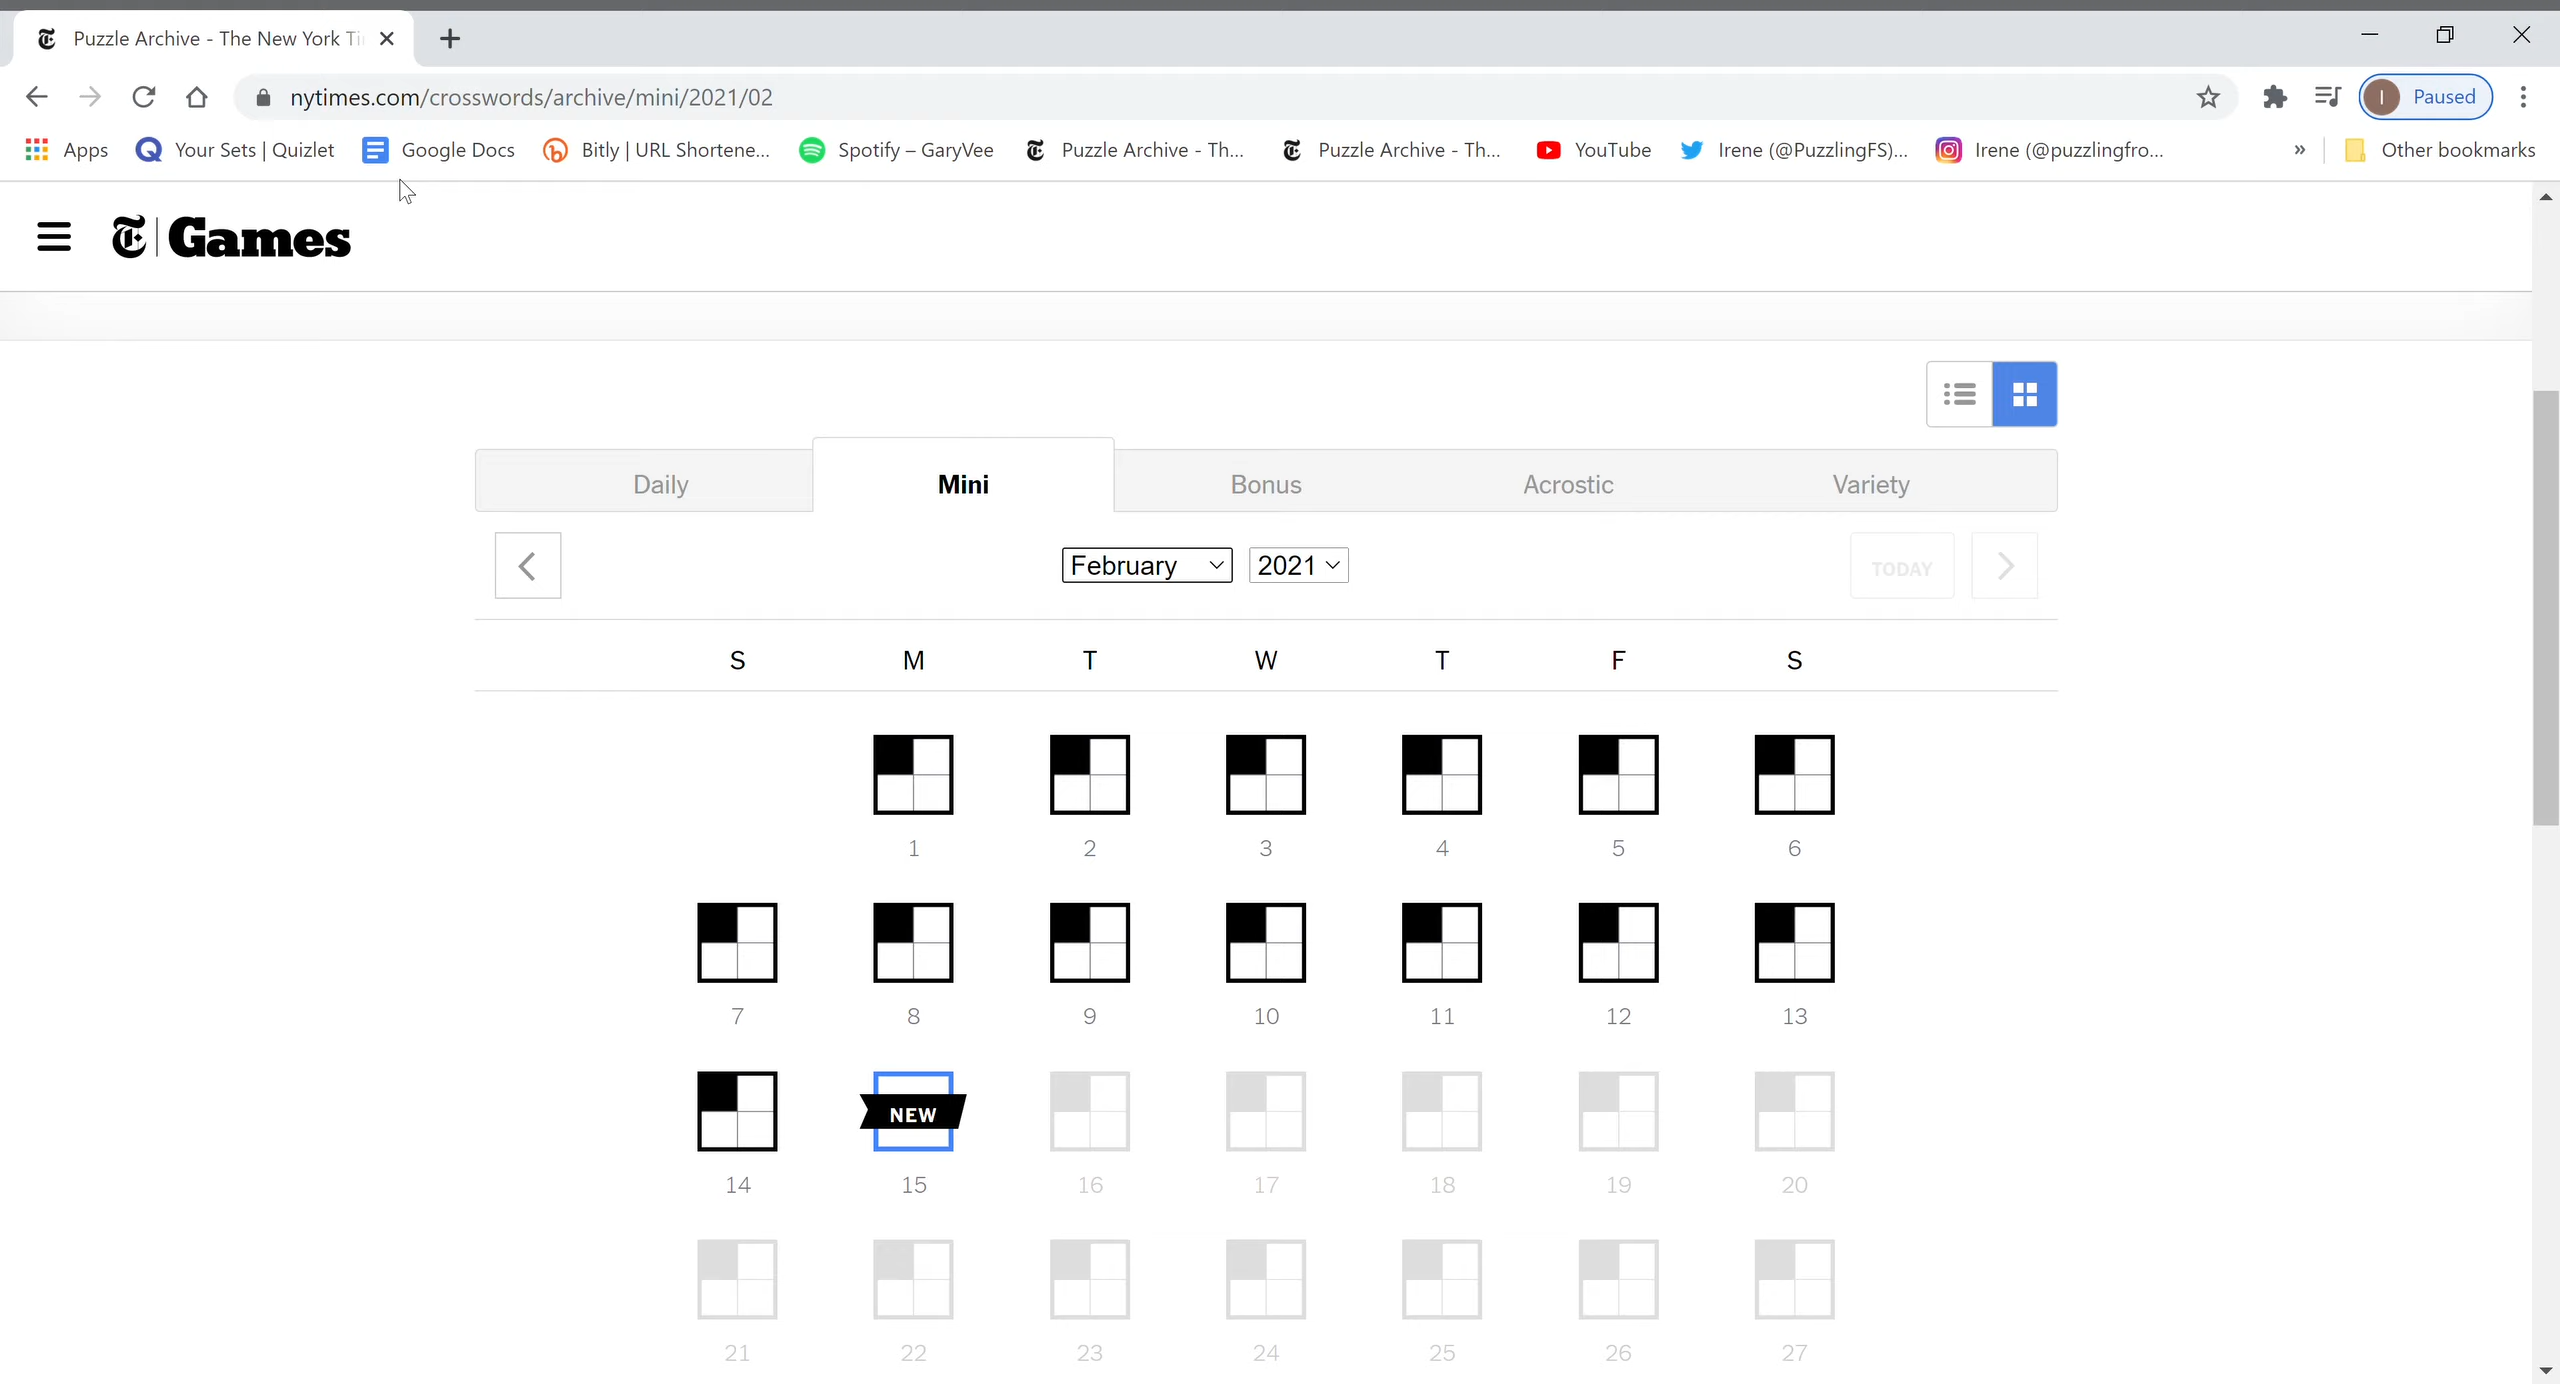 Puzzle Archive - The New York Ti
nytimes.com/crosswords/archive/mini/2021/02
I Paused
Apps Your Sets | Quizlet Google Docs Bitly | URL Shortene... Spotify – GaryVee Puzzle Archive - Th... Puzzle Archive - Th... YouTube Irene (@PuzzlingFS)... Irene (@puzzlingfro... » Other bookmarks
T Games
Daily Mini Bonus Acrostic Variety
February 2021 TODAY
S M T W T F S
1 2 3 4 5 6
7 8 9 10 11 12 13
NEW
14 15 16 17 18 19 20
21 22 23 24 25 26 27